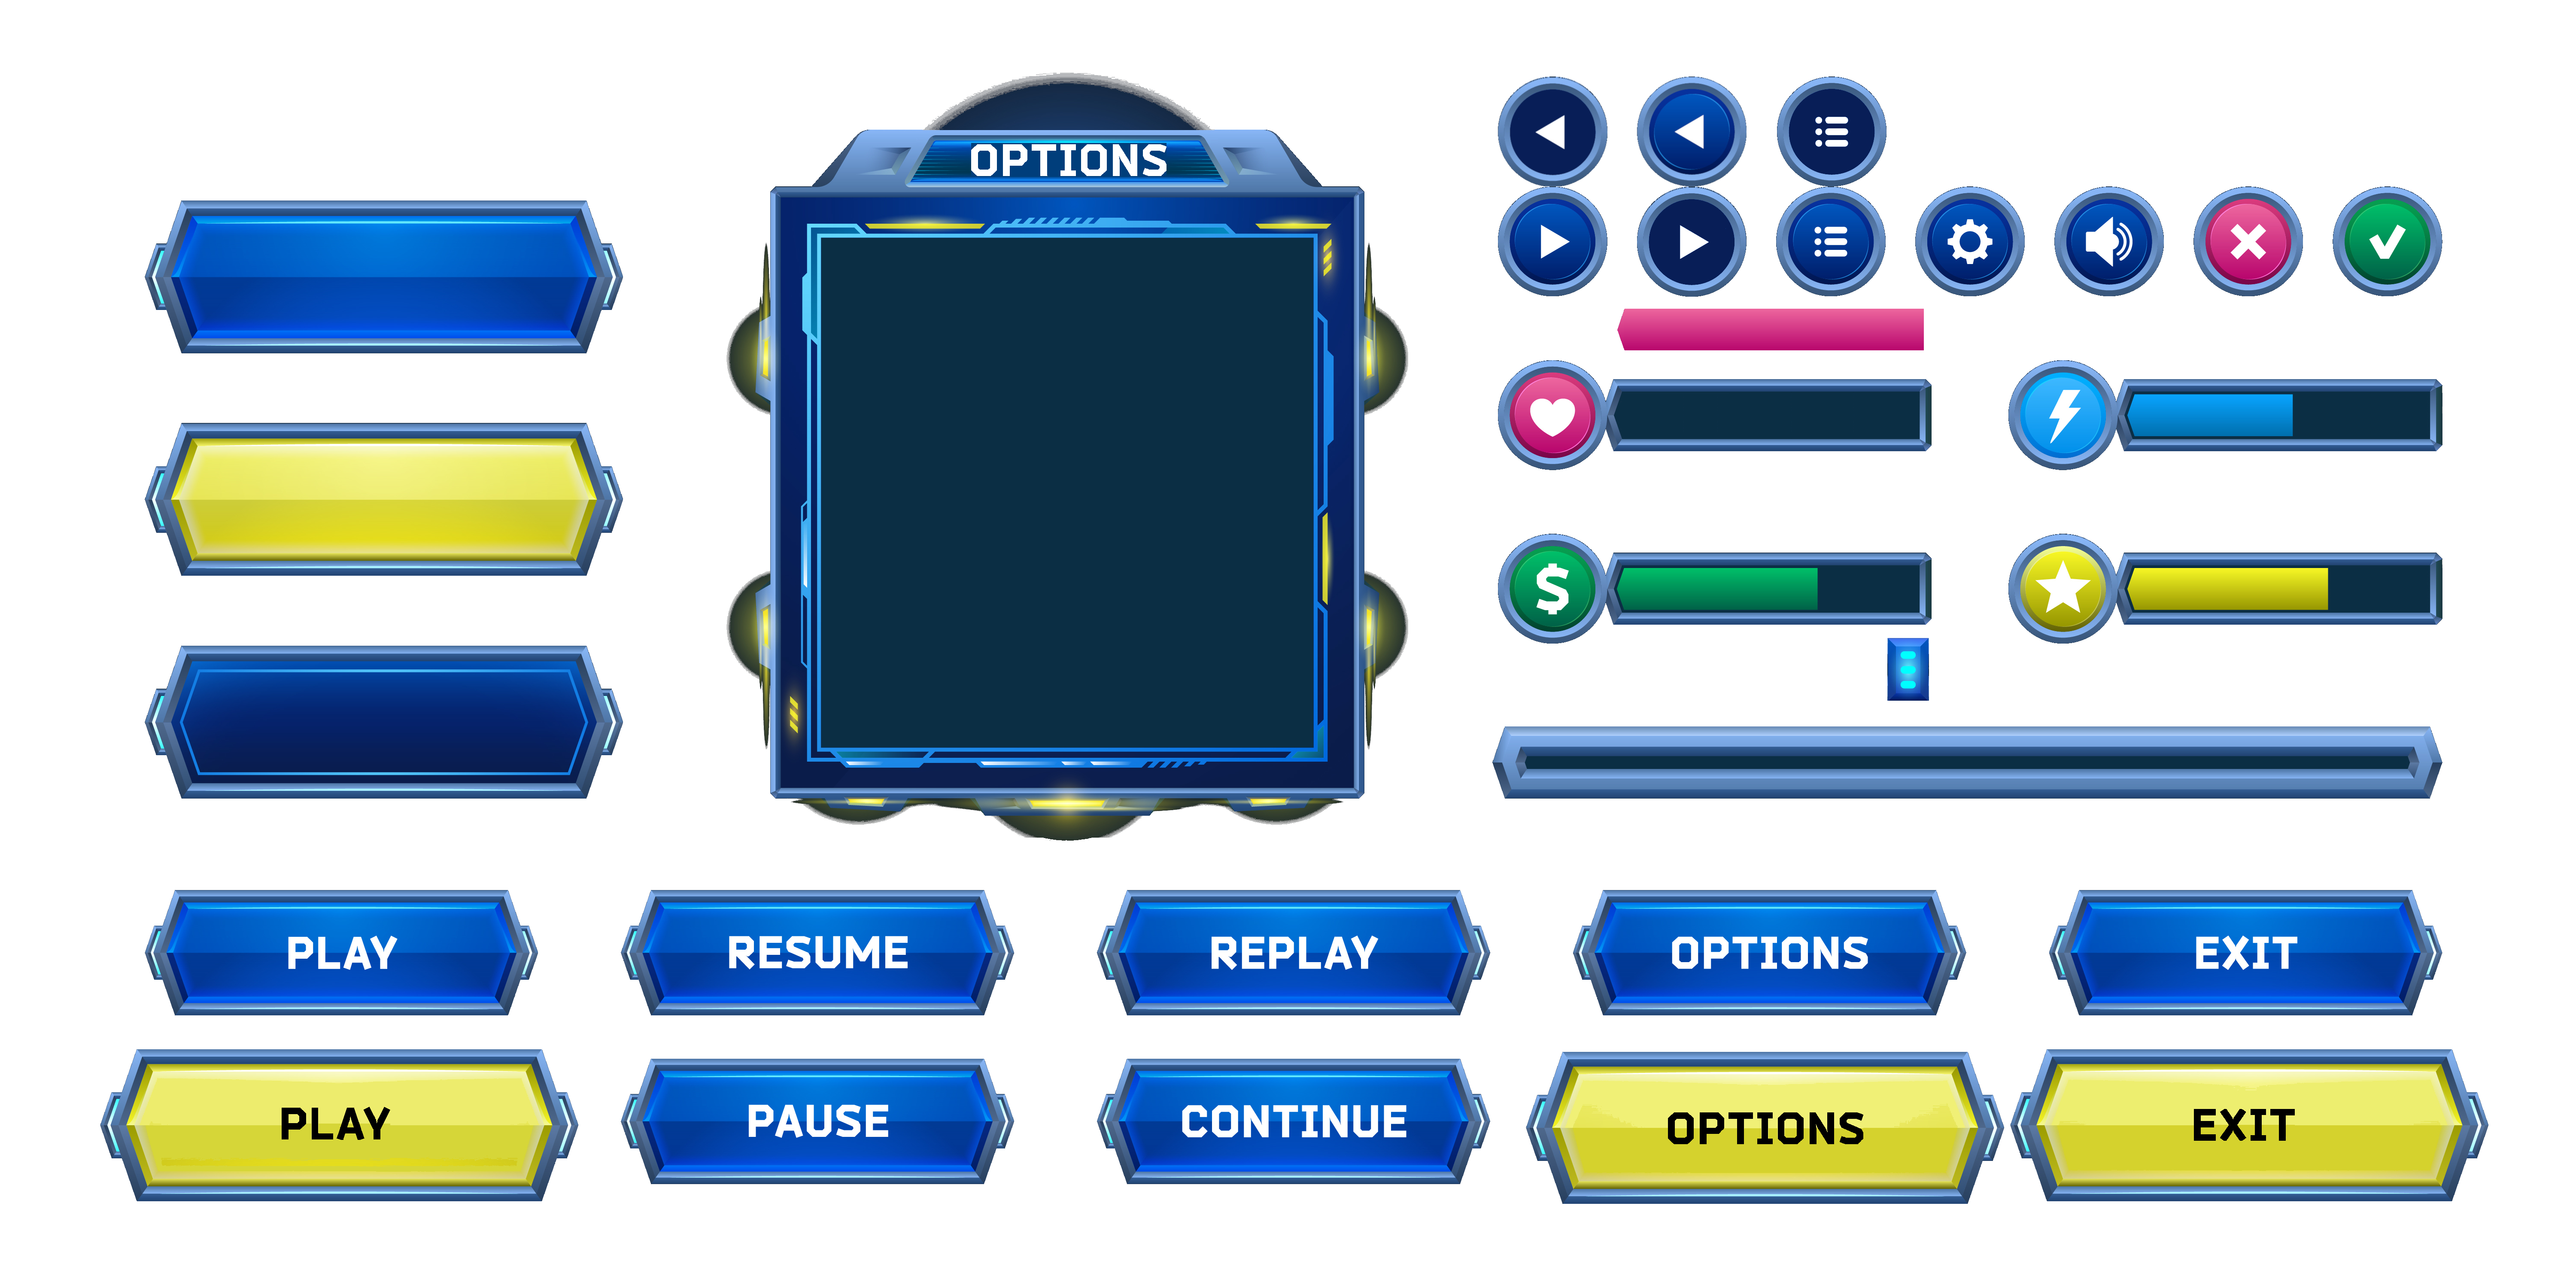 OPTIONS
$
PLAY
RESUME
REPLAY
OPTIONS
EXIT
PLAY
PAUSE
CONTINUE
OPTIONS
EXIT